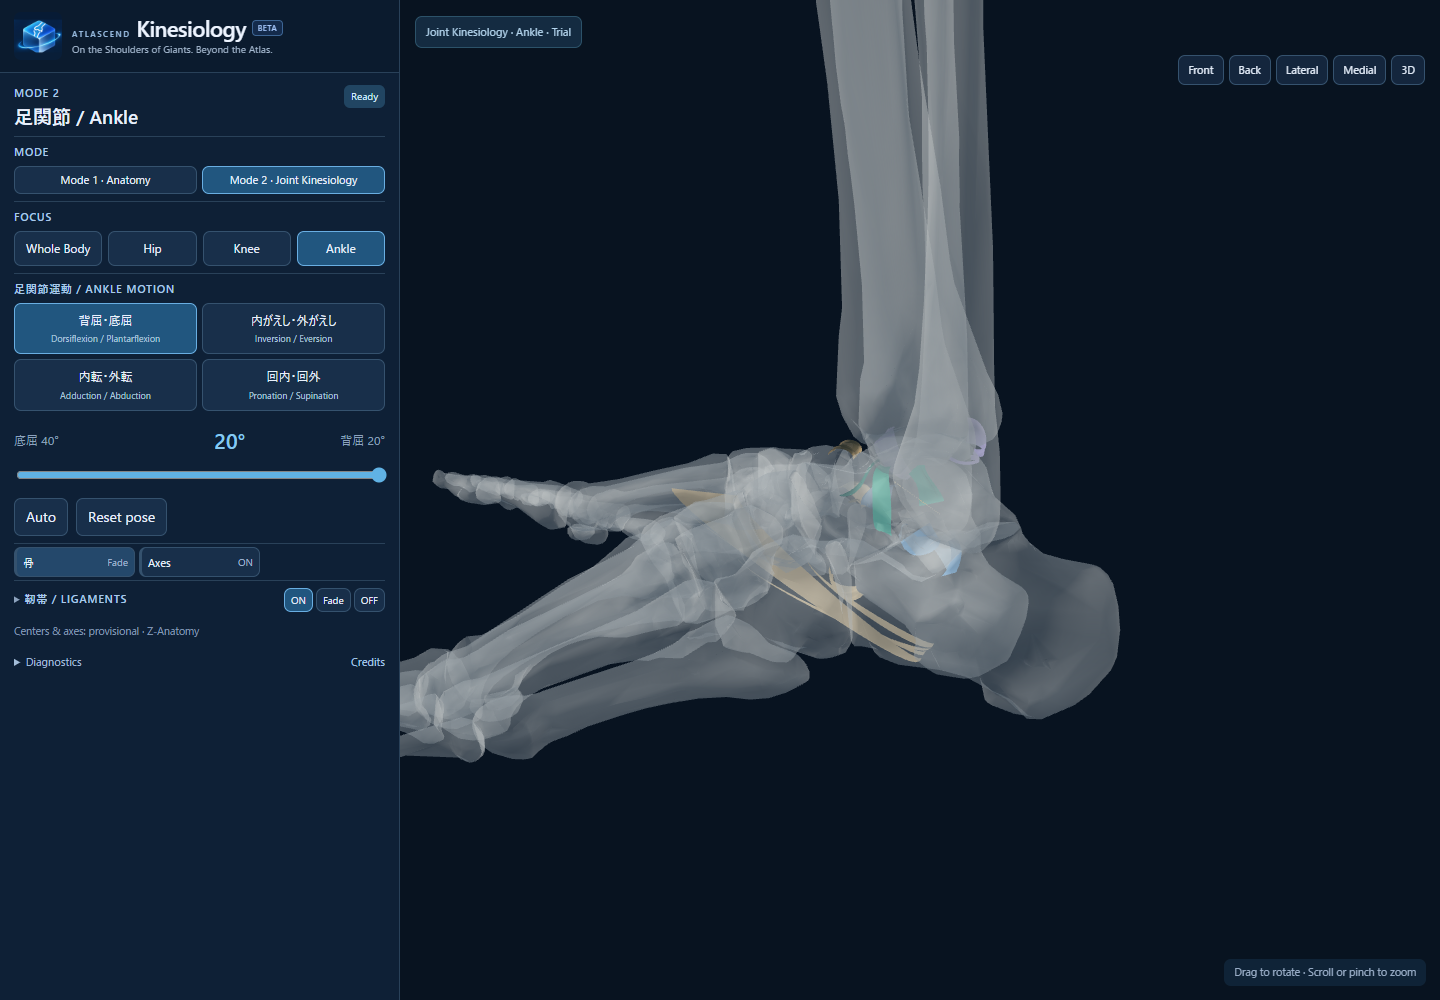 ATLASCEND Kinesiology BETA
On the Shoulders of Giants. Beyond the Atlas.
MODE 2
Ready
足関節 / Ankle
MODE
Mode 1 · Anatomy
Mode 2 · Joint Kinesiology
FOCUS
Whole Body
Hip
Knee
Ankle
足関節運動 / ANKLE MOTION
背屈・底屈
Dorsiflexion / Plantarflexion
内がえし・外がえし
Inversion / Eversion
内転・外転
Adduction / Abduction
回内・回外
Pronation / Supination
底屈 40°
20°
背屈 20°
Auto
Reset pose
骨 Fade
Axes ON
靭帯 / LIGAMENTS
ON
Fade
OFF
Centers & axes: provisional · Z-Anatomy
Diagnostics
Credits
Joint Kinesiology · Ankle · Trial
Front
Back
Lateral
Medial
3D
Drag to rotate · Scroll or pinch to zoom